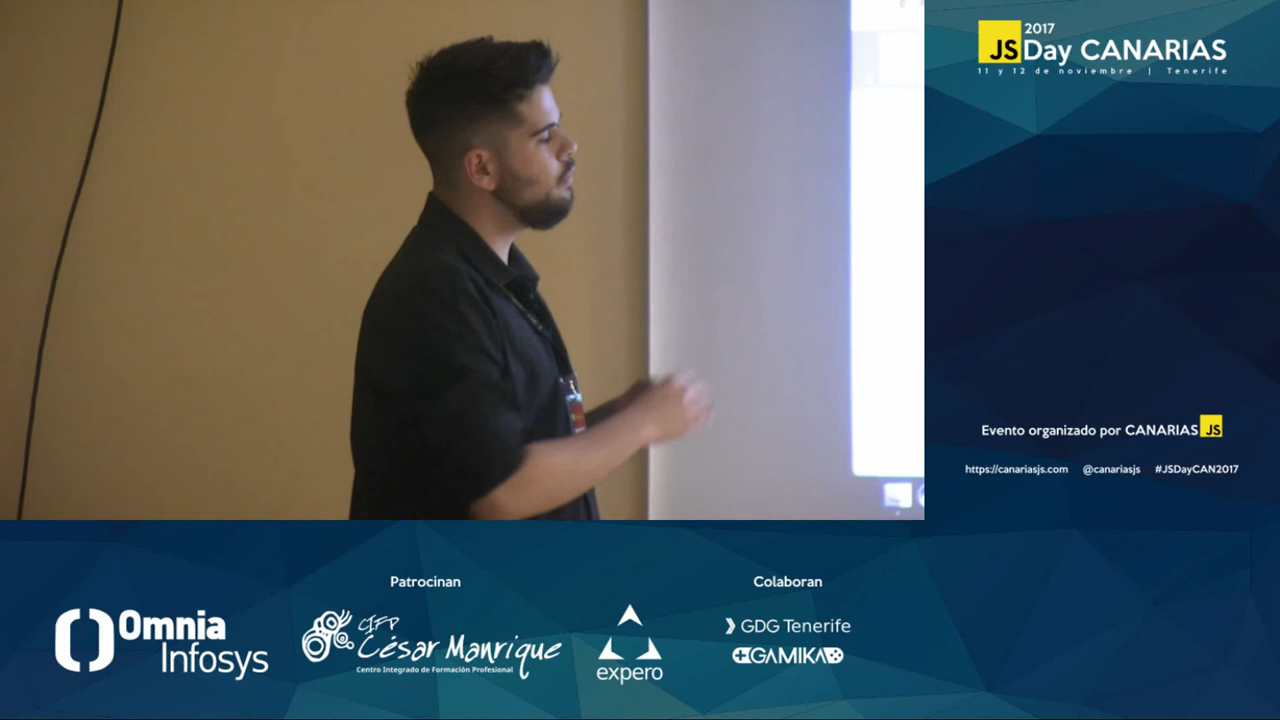 2017
JS Day CANARIAS
11 y 12 de noviembre | Tenerife
Evento organizado por CANARIAS JS
https://canariasjs.com @canariasjs #JSDayCAN2017
Patrocinan
Colaboran
Omnia
Infosys
CIFP
César Manrique
Centro Integrado de Formación Profesional
expero
GDG Tenerife
GAMIKA